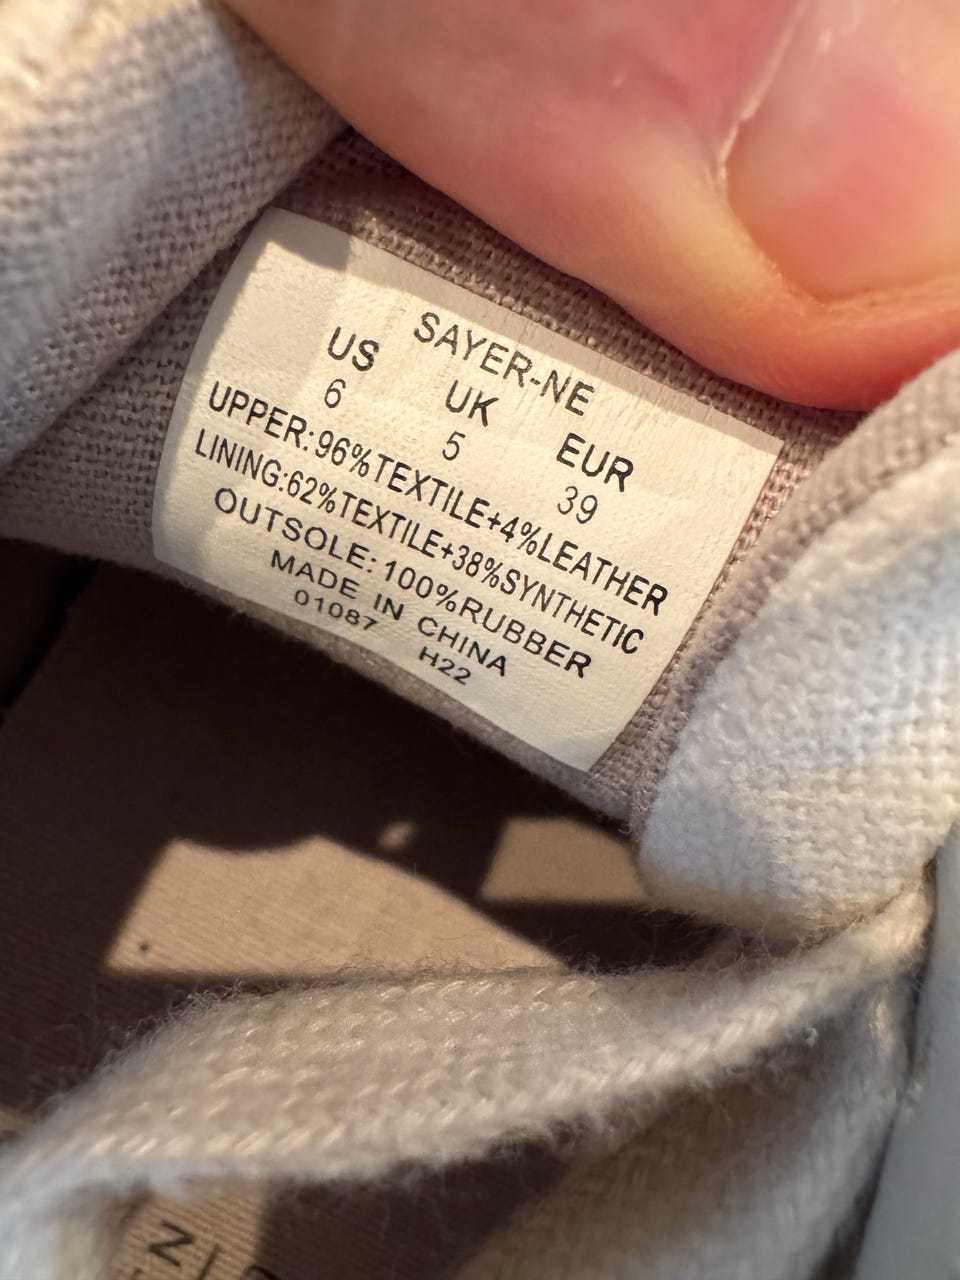 SAYER-NE
US UK EUR
6 5 39
UPPER:96%TEXTILE+4%LEATHER
LINING:62%TEXTILE+38%SYNTHETIC
OUTSOLE:100%RUBBER
MADE IN CHINA
01087 H22